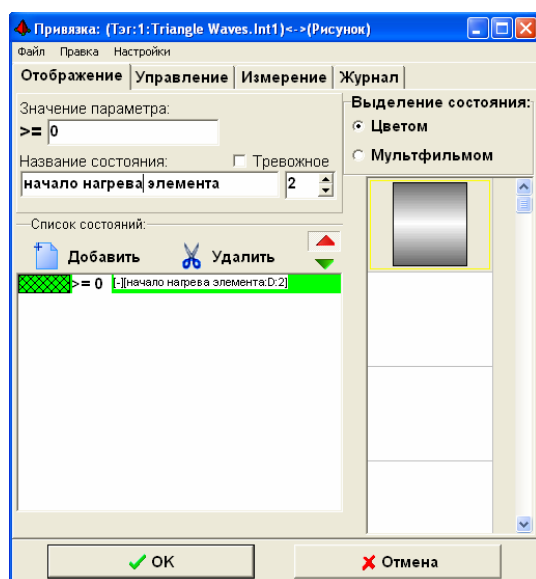 Привязка: (Тэг:1:Triangle Waves.Int1)<->(Рисунок)
Файл Правка Настройки
Отображение Управление Измерение Журнал
Значение параметра:
>= 0
Название состояния: Тревожное
начало нагрева элемента 2
Выделение состояния:
Цветом
Мультфильмом
Список состояний:
Добавить Удалить
>= 0 [-][начало нагрева элемента:D:2]
OK Отмена